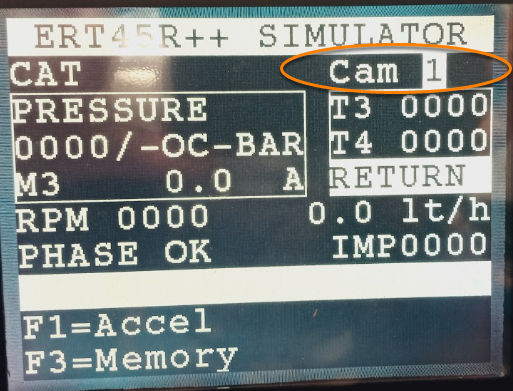 ERT45R++ SIMULATOR
CAT Cam 1
PRESSURE T3 0000
0000/-OC-BAR T4 0000
M3 0.0 A RETURN
RPM 0000 0.0 lt/h
PHASE OK IMP0000
F1=Accel
F3=Memory